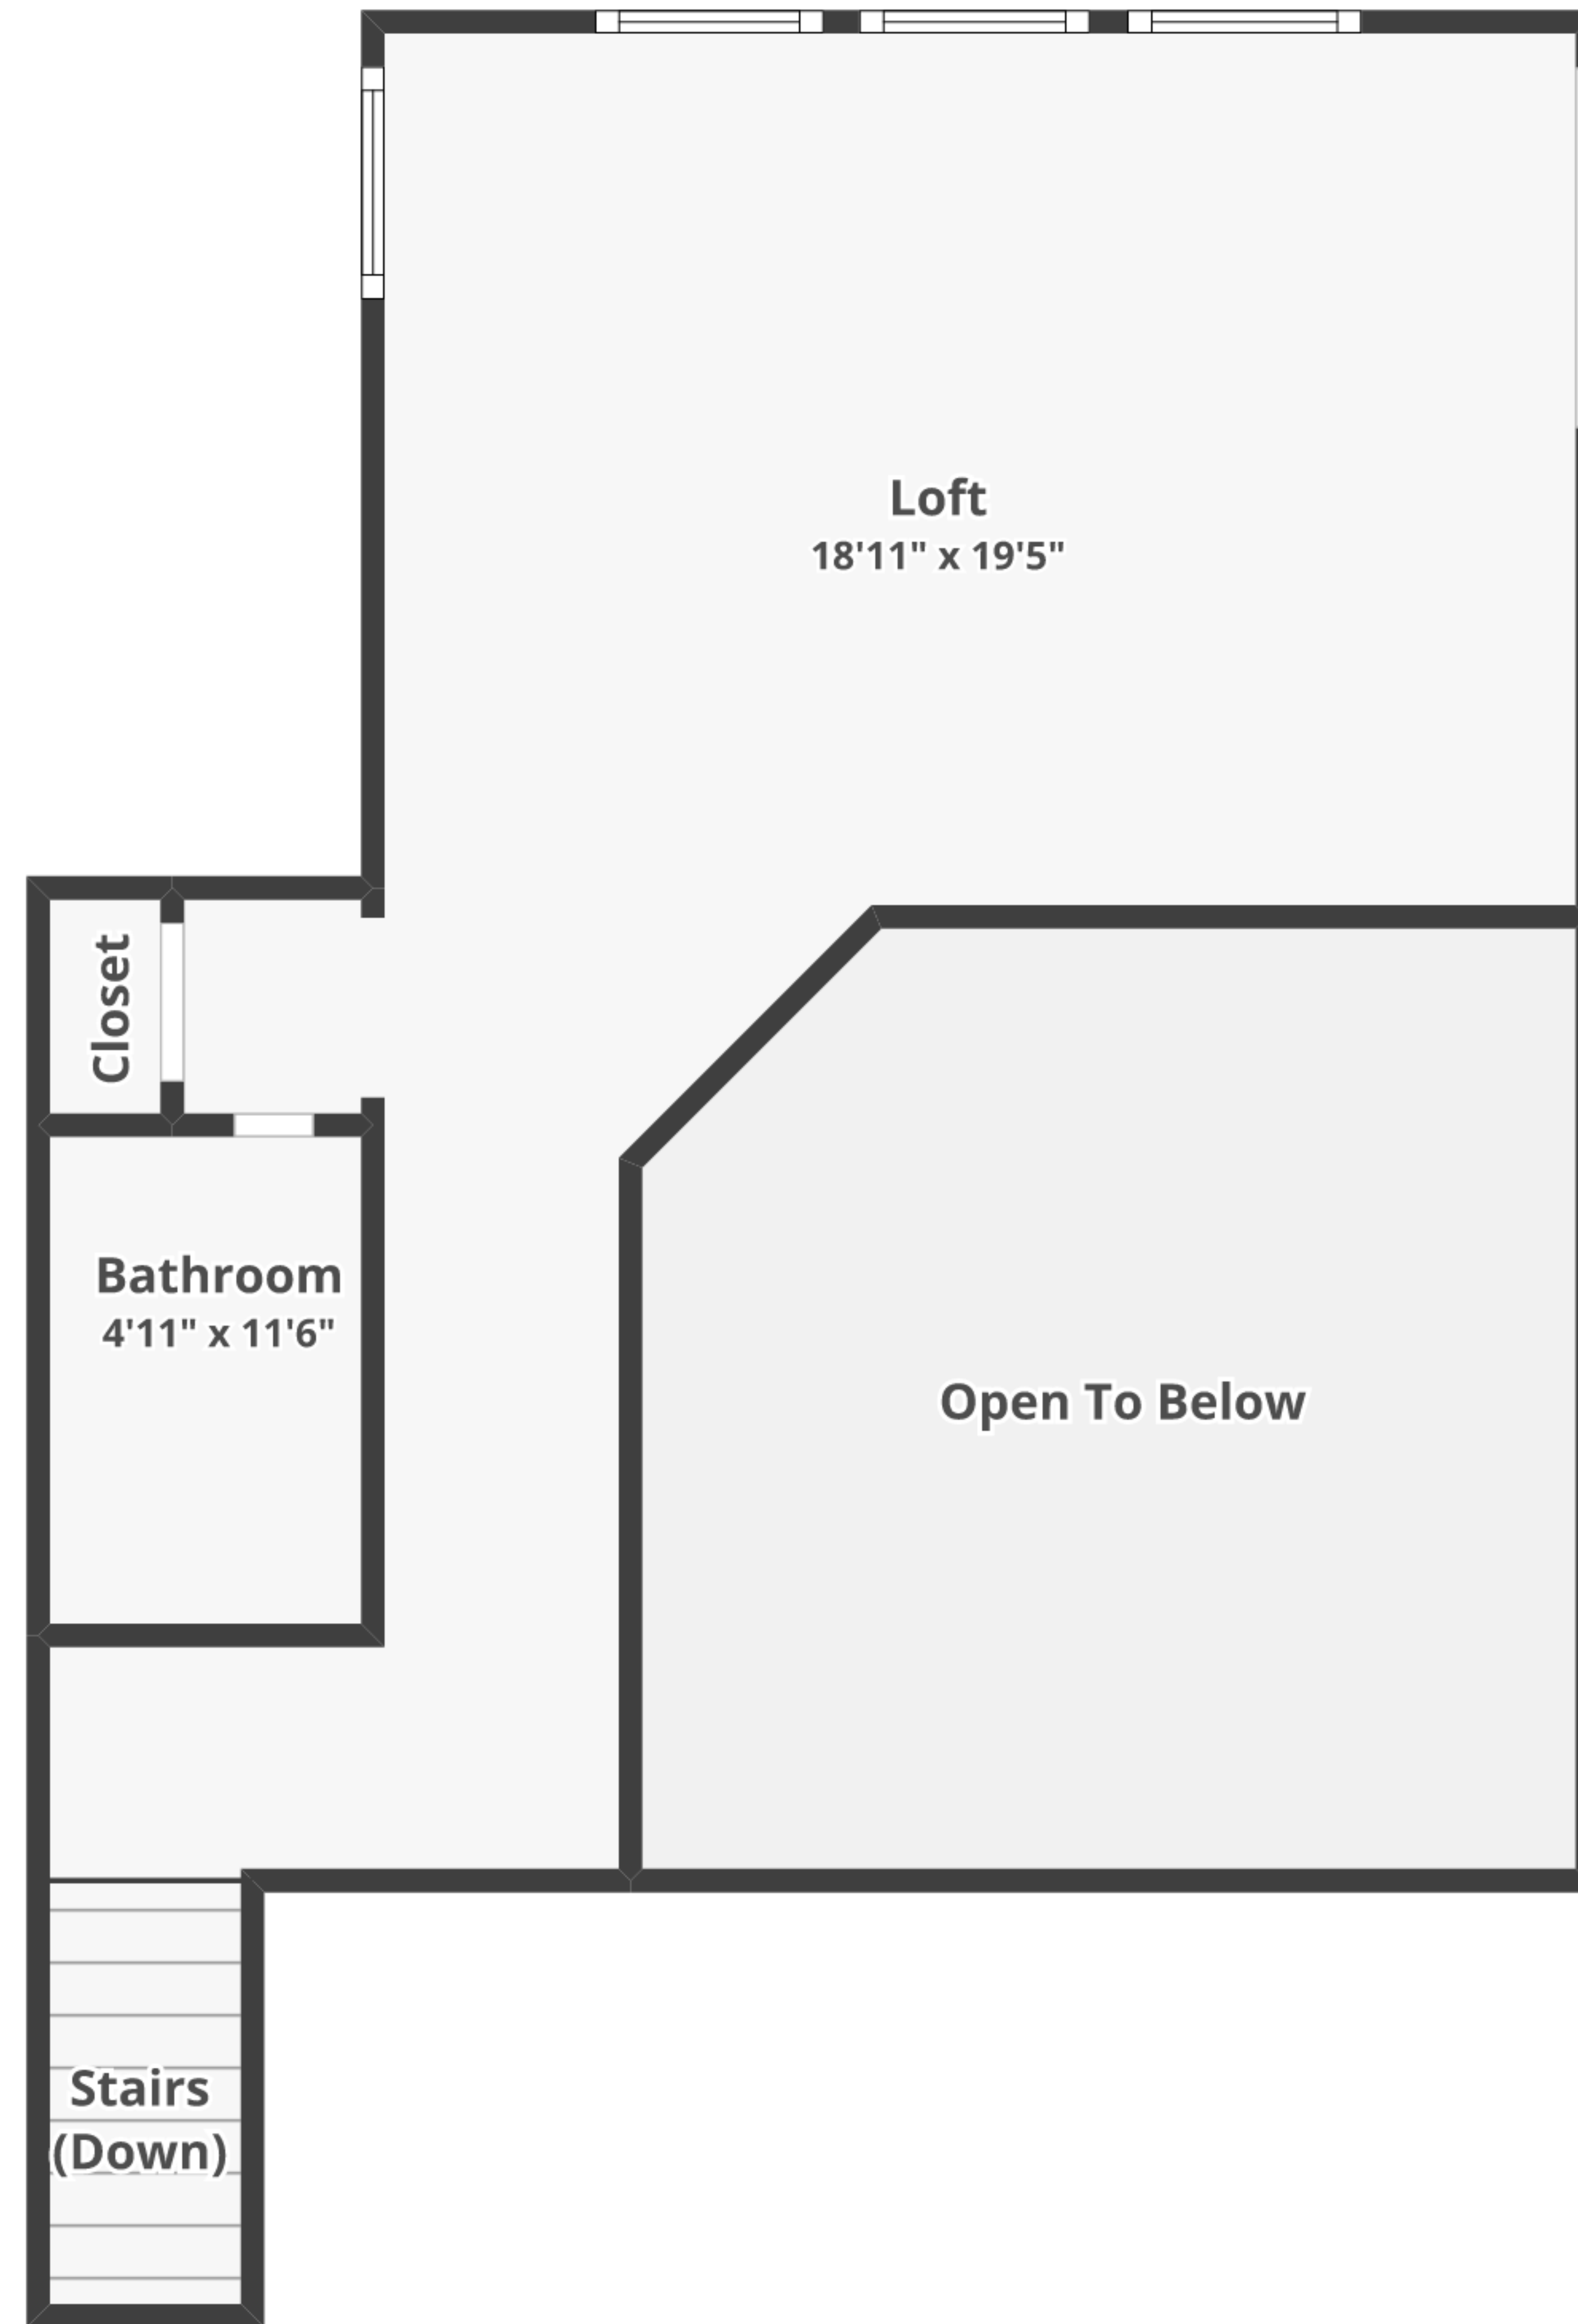 Loft
18'11" x 19'5"
Closet
Bathroom
4'11" x 11'6"
Open To Below
Stairs
(Down)